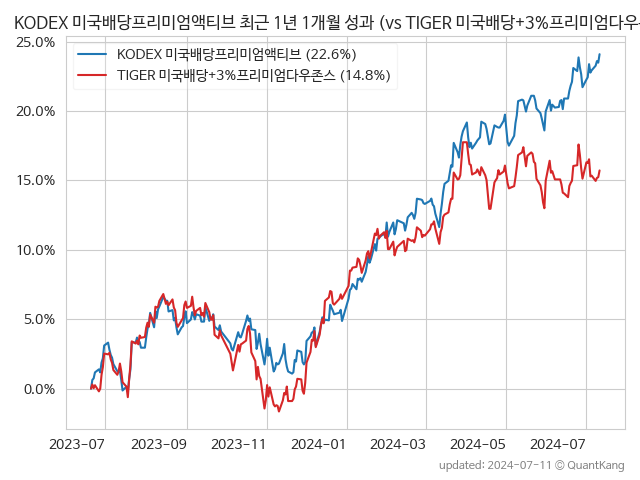 KODEX 미국배당프리미엄액티브 최근 1년 1개월 성과 (vs TIGER 미국배당+3%프리미엄다우
KODEX 미국배당프리미엄액티브 (22.6%)
TIGER 미국배당+3%프리미엄다우존스 (14.8%)
25.0%
20.0%
15.0%
10.0%
5.0%
0.0%
2023-07 2023-09 2023-11 2024-01 2024-03 2024-05 2024-07
updated: 2024-07-11 © QuantKang